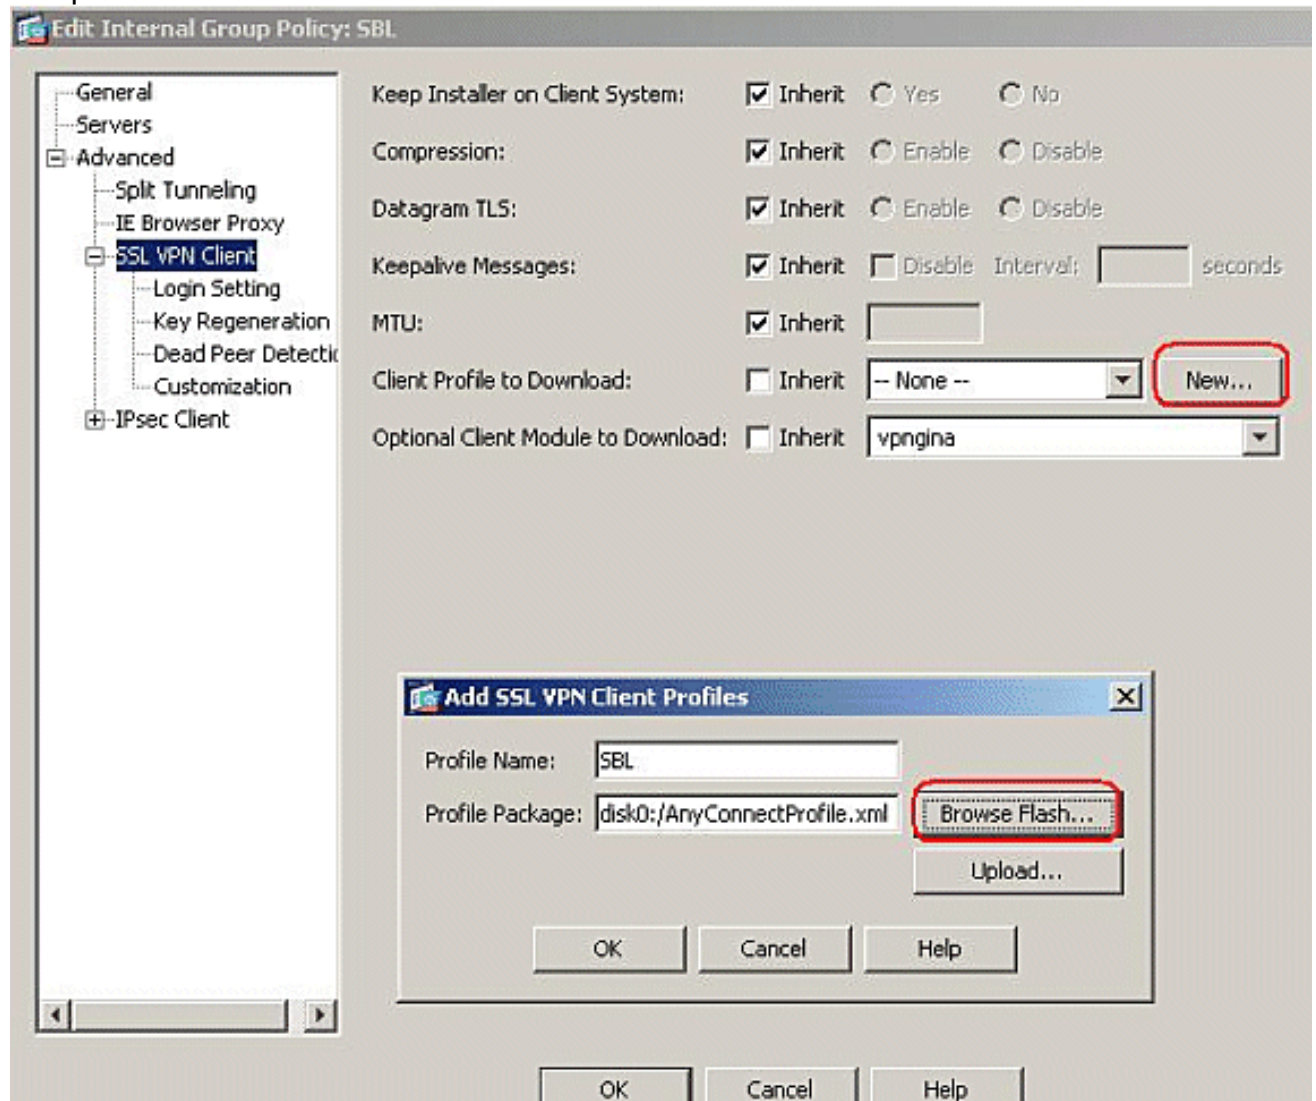 Edit Internal Group Policy: SBL
General
Servers
Advanced
Split Tunneling
IE Browser Proxy
SSL VPN Client
Login Setting
Key Regeneration
Dead Peer Detectic
Customization
IPsec Client
Keep Installer on Client System: Inherit Yes No
Compression: Inherit Enable Disable
Datagram TLS: Inherit Enable Disable
Keepalive Messages: Inherit Disable Interval: seconds
MTU: Inherit
Client Profile to Download: Inherit -- None -- New...
Optional Client Module to Download: Inherit vpngina
Add SSL VPN Client Profiles
Profile Name: SBL
Profile Package: disk0:/AnyConnectProfile.xml Browse Flash...
Upload...
OK Cancel Help
OK Cancel Help